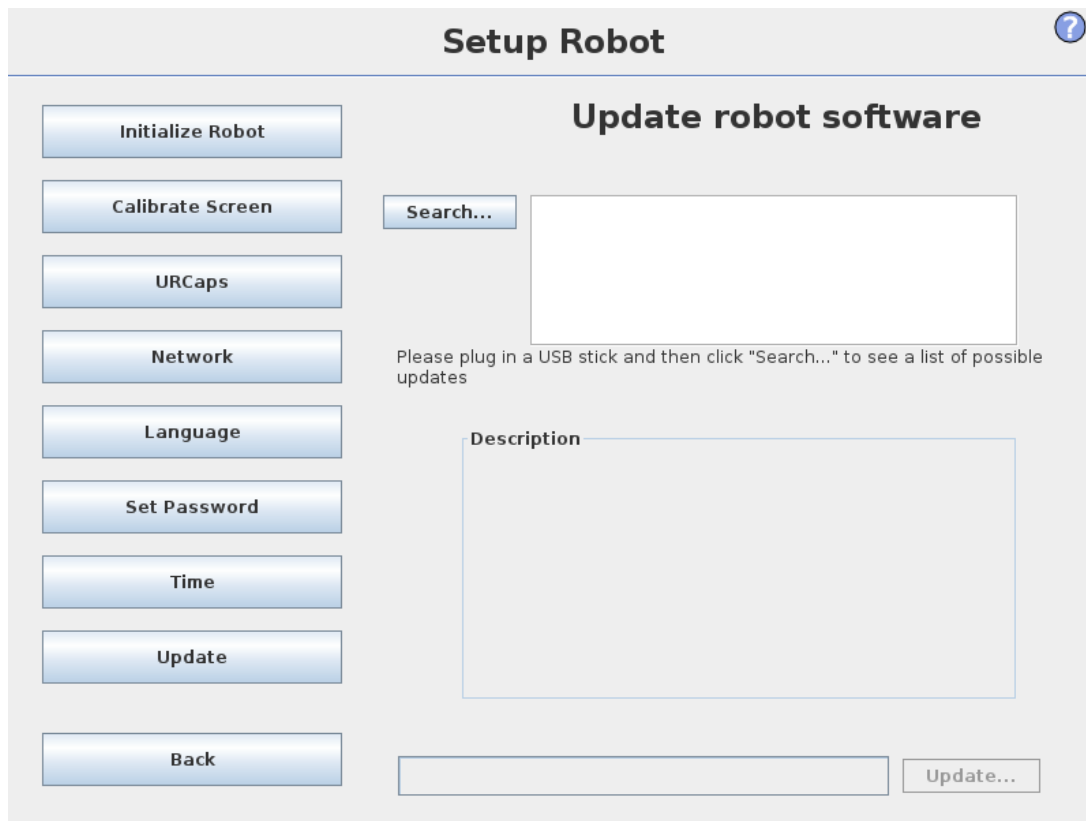 Setup Robot
?
Initialize Robot
Calibrate Screen
URCaps
Network
Language
Set Password
Time
Update
Back
Update robot software
Search...
Please plug in a USB stick and then click "Search..." to see a list of possible
updates
Description
Update...